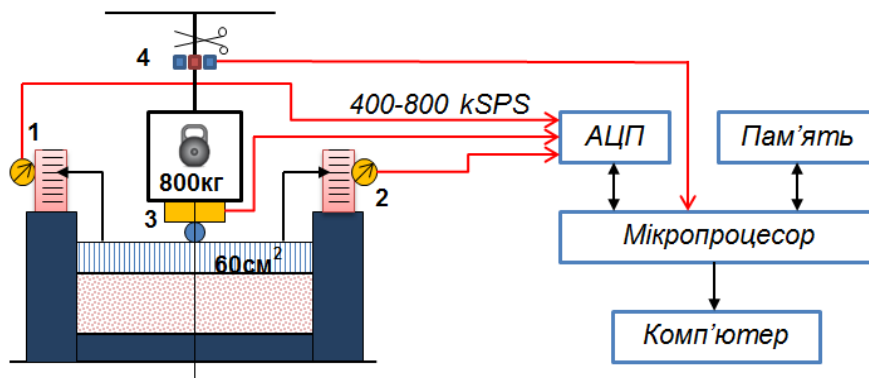 4
400-800 kSPS
1
АЦП
Пам’ять
800кг
2
3
Мікропроцесор
60см2
Комп’ютер